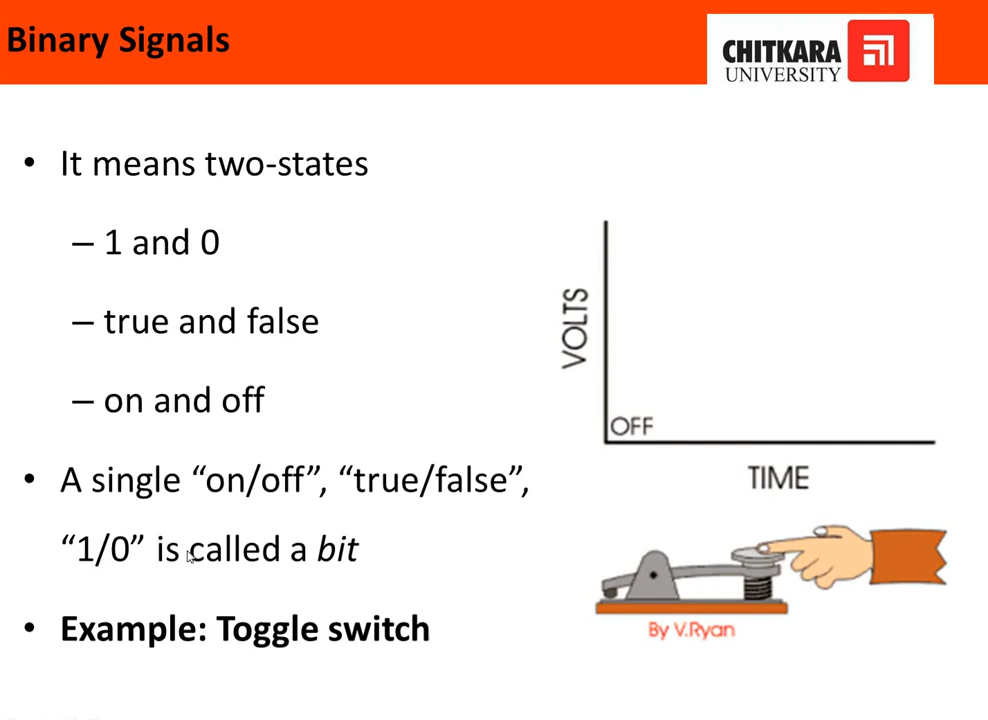 Binary Signals
CHITKARA
UNIVERSITY
• It means two-states
– 1 and 0
– true and false
– on and off
• A single “on/off”, “true/false”,
“1/0” is called a bit
• Example: Toggle switch
VOLTS
OFF
TIME
By V.Ryan